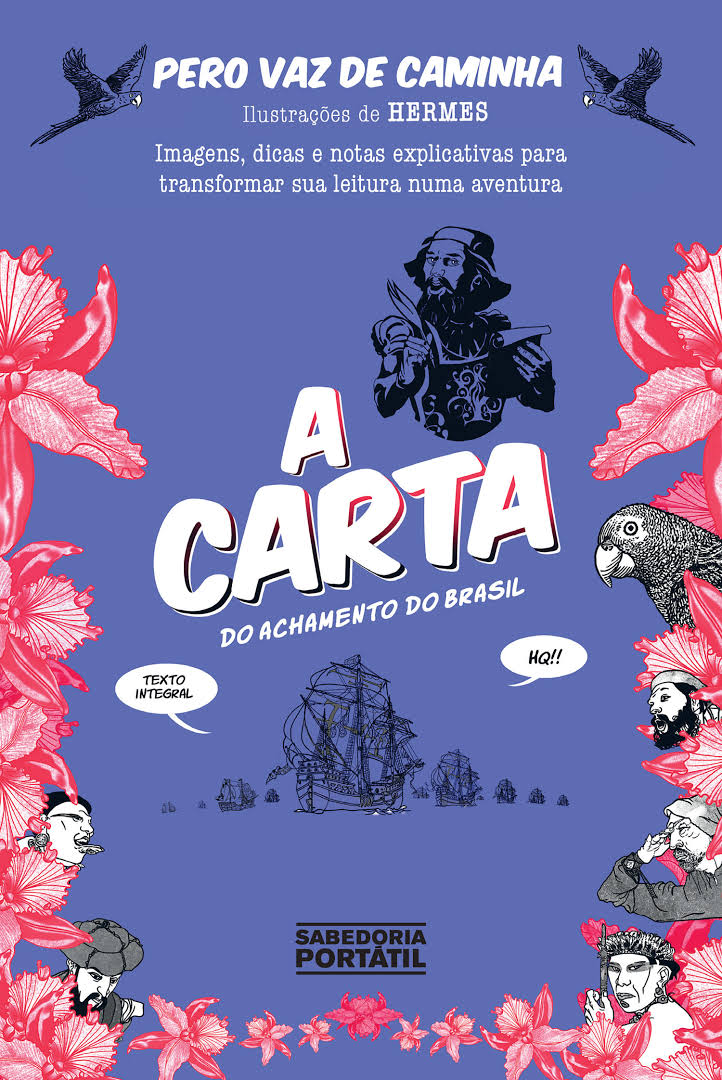 PERO VAZ DE CAMINHA
Ilustrações de HERMES
Imagens, dicas e notas explicativas para
transformar sua leitura numa aventura
A
CARTA
DO ACHAMENTO DO BRASIL
HQ!!
TEXTO
INTEGRAL
SABEDORIA
PORTÁTIL